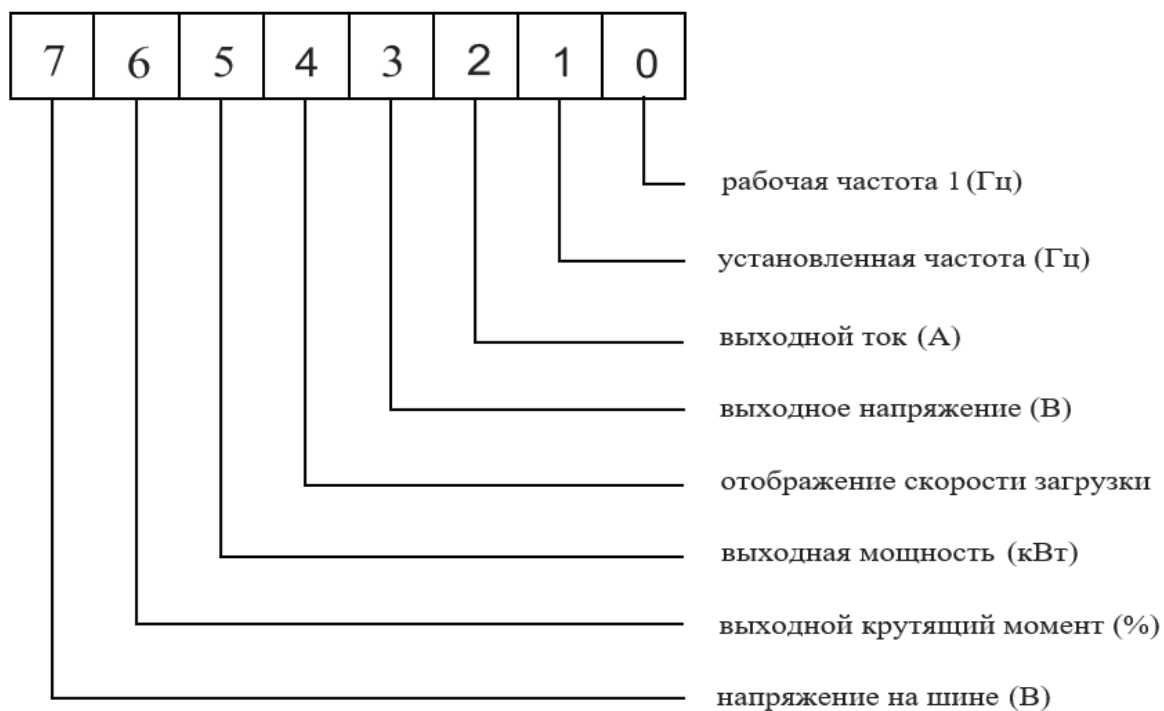 7 6 5 4 3 2 1 0
рабочая частота 1 (Гц)
установленная частота (Гц)
выходной ток (А)
выходное напряжение (В)
отображение скорости загрузки
выходная мощность (кВт)
выходной крутящий момент (%)
напряжение на шине (В)